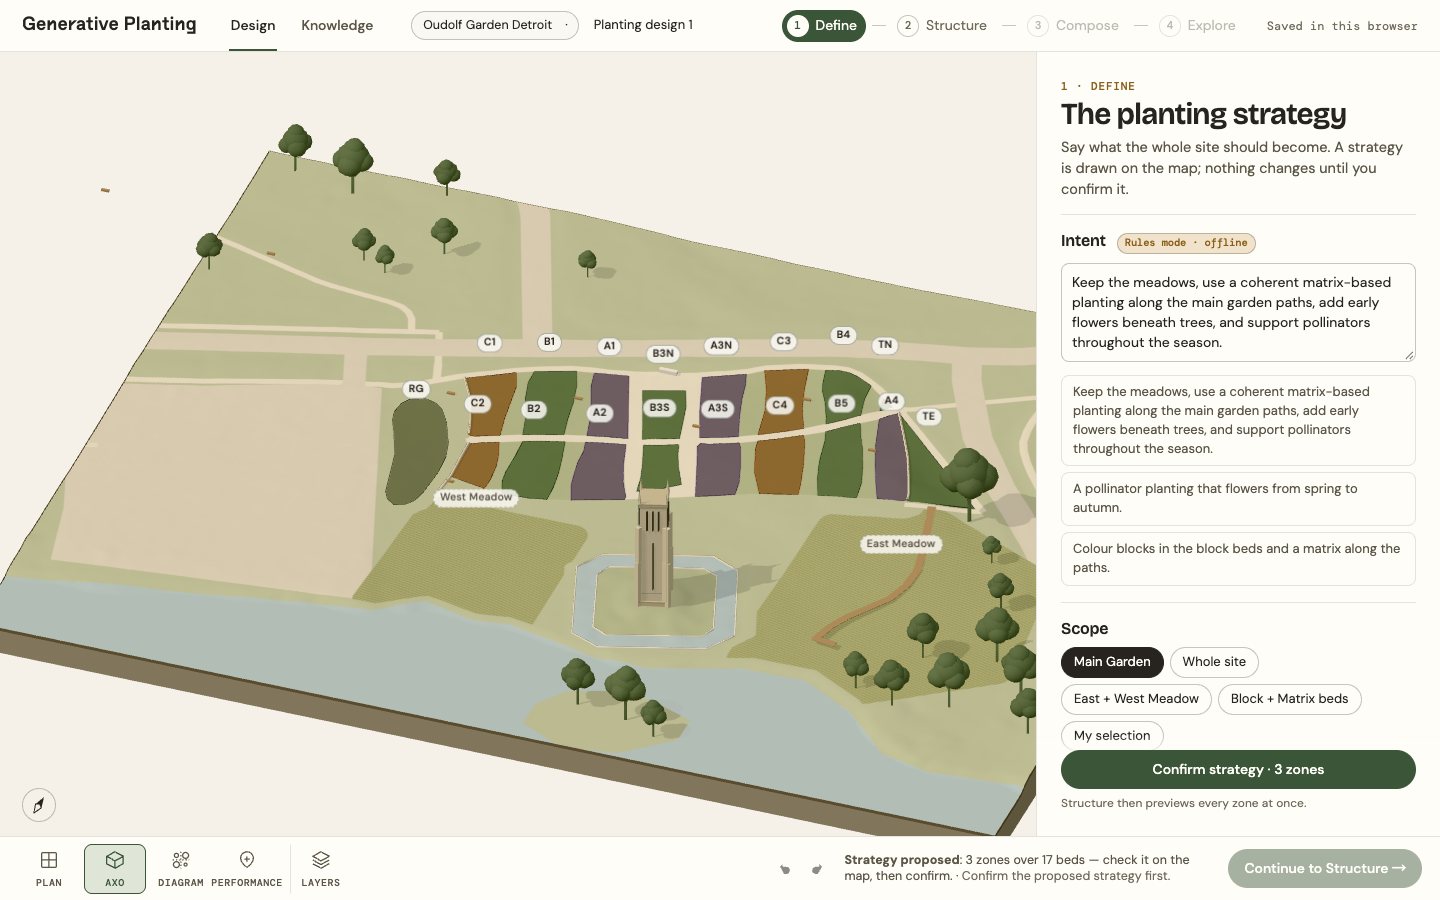 Generative Planting
Design
Knowledge
Oudolf Garden Detroit ·
Planting design 1
1 Define
2 Structure
3 Compose
4 Explore
Saved in this browser
1 · DEFINE
The planting strategy
Say what the whole site should become. A strategy
is drawn on the map; nothing changes until you
confirm it.
Intent
Rules mode · offline
Keep the meadows, use a coherent matrix-based
planting along the main garden paths, add early
flowers beneath trees, and support pollinators
throughout the season.
Keep the meadows, use a coherent matrix-based
planting along the main garden paths, add early
flowers beneath trees, and support pollinators
throughout the season.
A pollinator planting that flowers from spring to
autumn.
Colour blocks in the block beds and a matrix along the
paths.
Scope
Main Garden
Whole site
East + West Meadow
Block + Matrix beds
My selection
Confirm strategy · 3 zones
Structure then previews every zone at once.
C1
B1
A1
B3N
A3N
C3
B4
TN
RG
C2
B2
A2
B3S
A3S
C4
B5
A4
TE
West Meadow
East Meadow
PLAN
AXO
DIAGRAM
PERFORMANCE
LAYERS
Strategy proposed: 3 zones over 17 beds — check it on the
map, then confirm. · Confirm the proposed strategy first.
Continue to Structure →